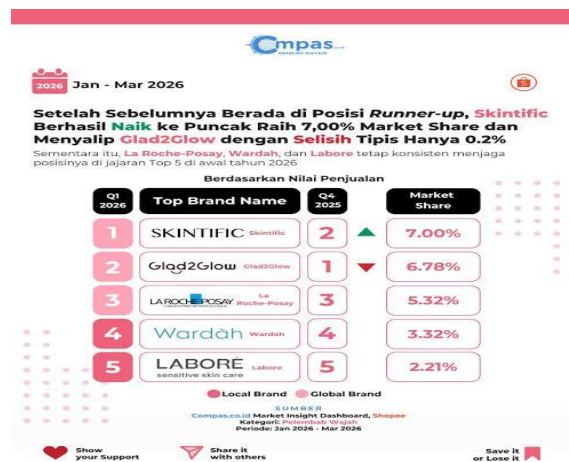 Compas.co.id
2026 Jan - Mar 2026
Setelah Sebelumnya Berada di Posisi Runner-up, Skintific
Berhasil Naik ke Puncak Raih 7,00% Market Share dan
Menyalip Glad2Glow dengan Selisih Tipis Hanya 0.2%
Sementara itu, La Roche-Posay, Wardah, dan Labore tetap konsisten menjaga
posisinya di jajaran Top 5 di awal tahun 2026
Berdasarkan Nilai Penjualan
Q1 2026 Top Brand Name Q4 2025 Market Share
1 SKINTIFIC Skintific 2 7.00%
2 Glad2Glow Glad2Glow 1 6.78%
3 LA ROCHE POSAY La Roche-Posay 3 5.32%
4 Wardah Wardah 4 3.32%
5 LABORÉ sensitive skin care Labore 5 2.21%
Local Brand Global Brand
SUMBER
Compas.co.id Market Insight Dashboard, Shopee
Kategori: Pelembab Wajah
Periode: Jan 2026 - Mar 2026
Show your Support
Share it with others
Save it or Lose it